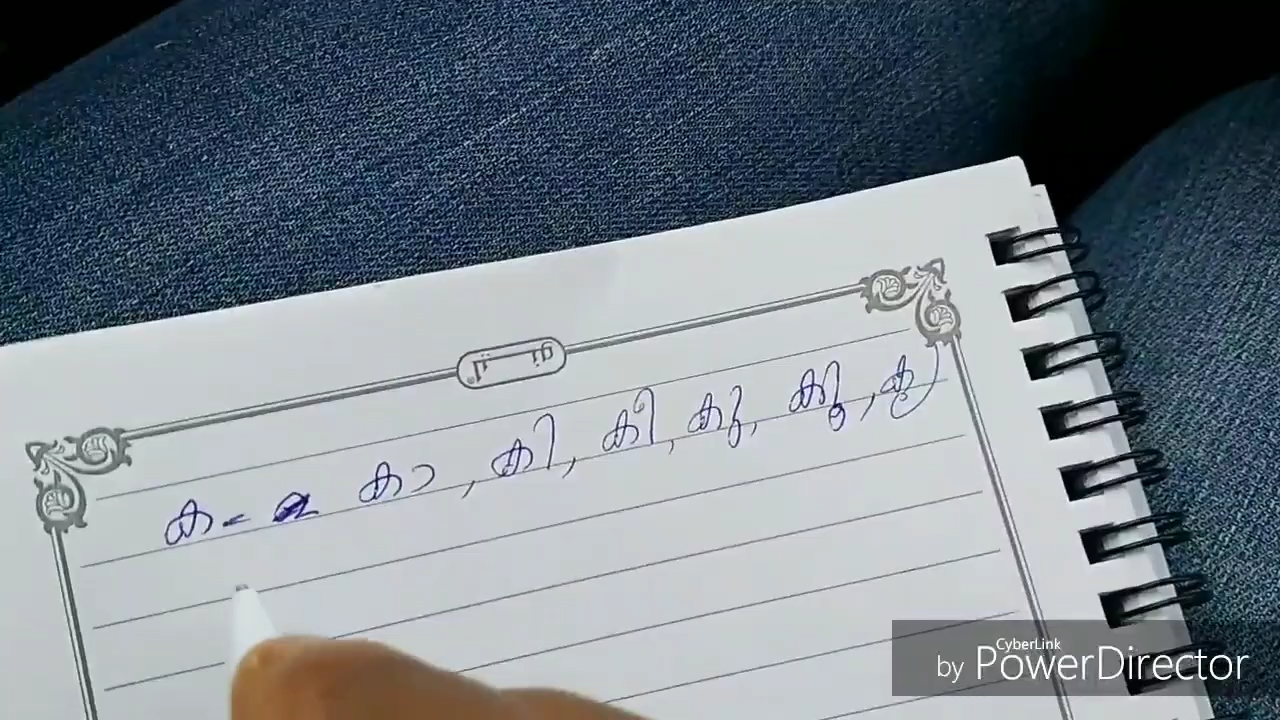 ക - കാ, കി, കീ, കു, കൂ, കൃ
CyberLink
by PowerDirector